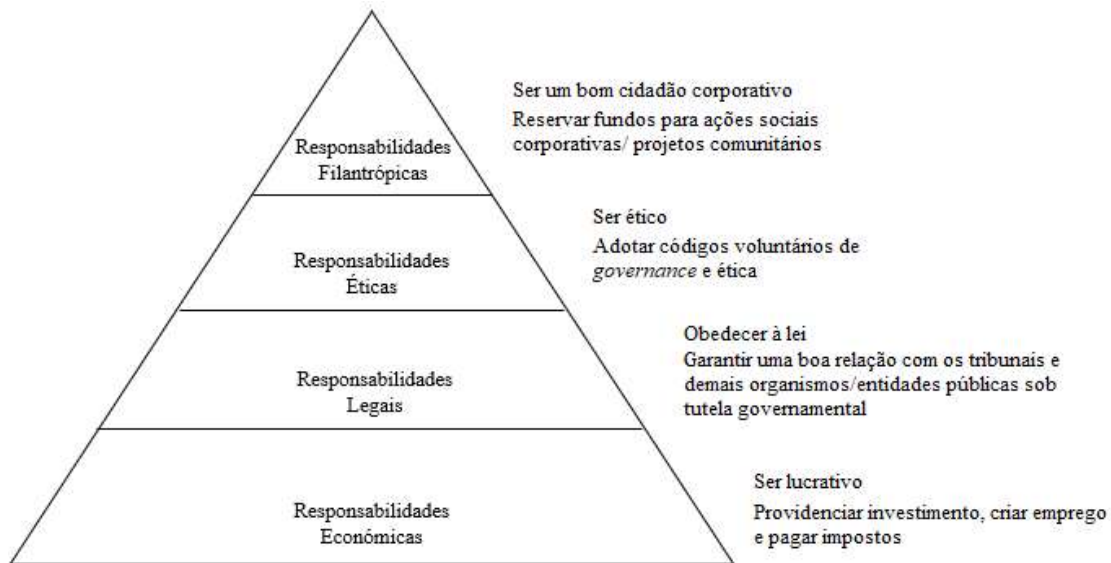 Ser um bom cidadão corporativo
Reservar fundos para ações sociais
corporativas/ projetos comunitários
Responsabilidades
Filantrópicas
Ser ético
Adotar códigos voluntários de
governance e ética
Responsabilidades
Éticas
Obedecer à lei
Garantir uma boa relação com os tribunais e
demais organismos/entidades públicas sob
tutela governamental
Responsabilidades
Legais
Ser lucrativo
Providenciar investimento, criar emprego
e pagar impostos
Responsabilidades
Económicas